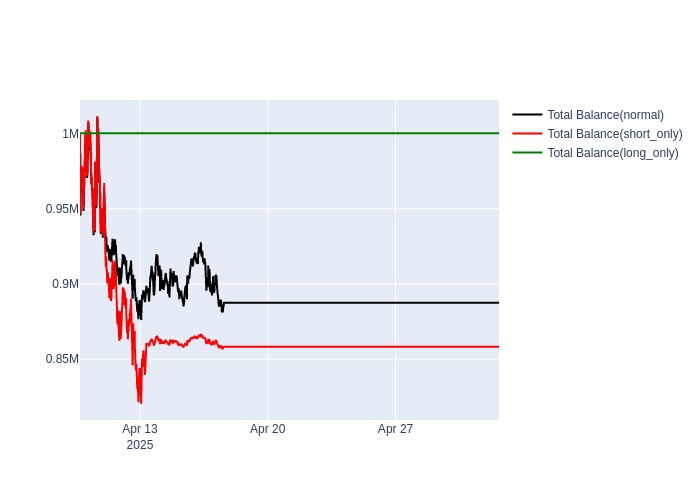 1M
0.95M
0.9M
0.85M
Apr 13
2025
Apr 20
Apr 27
Total Balance(normal)
Total Balance(short_only)
Total Balance(long_only)